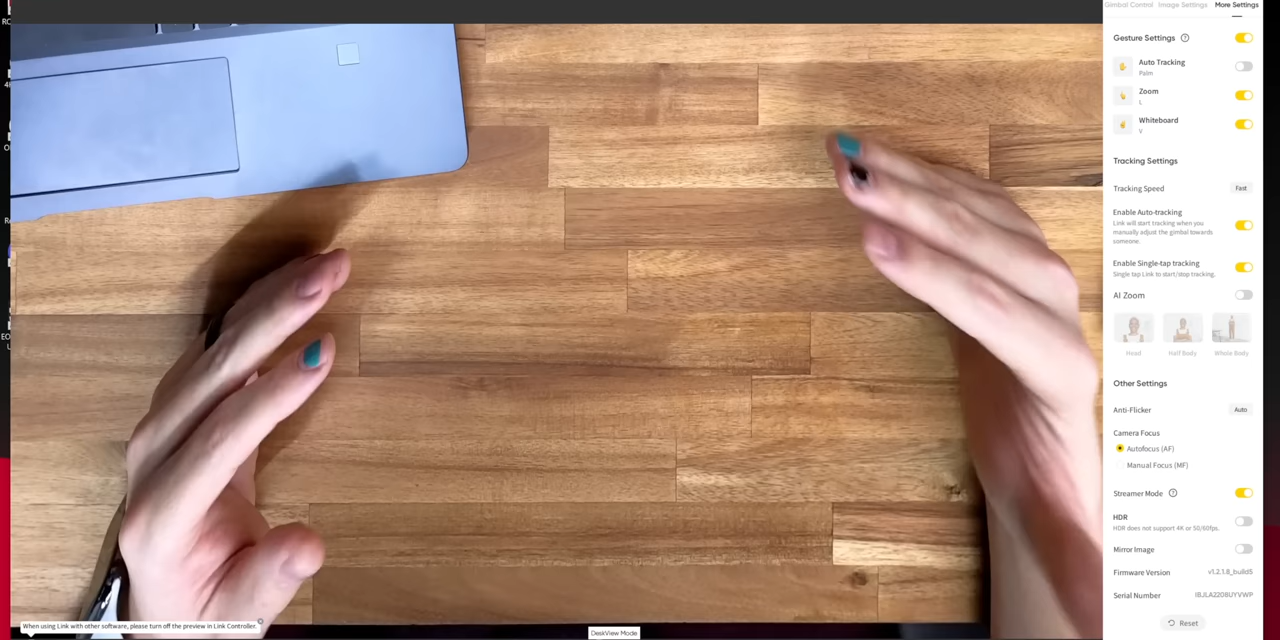 Gimbal Control Image Settings More Settings
Gesture Settings
Auto Tracking
Palm
Zoom
L
Whiteboard
V
Tracking Settings
Tracking Speed Fast
Enable Auto-tracking
Link will start tracking when you
manually adjust the gimbal towards
someone.
Enable Single-tap tracking
Single tap Link to start/stop tracking.
AI Zoom
Head Half Body Whole Body
Other Settings
Anti-Flicker Auto
Camera Focus
Autofocus (AF)
Manual Focus (MF)
Streamer Mode
HDR
HDR does not support 4K or 50/60fps.
Mirror Image
Firmware Version v1.2.1.8_build5
Serial Number IBJLA2208UYVWP
Reset
When using Link with other software, please turn off the preview in Link Controller.
DeskView Mode